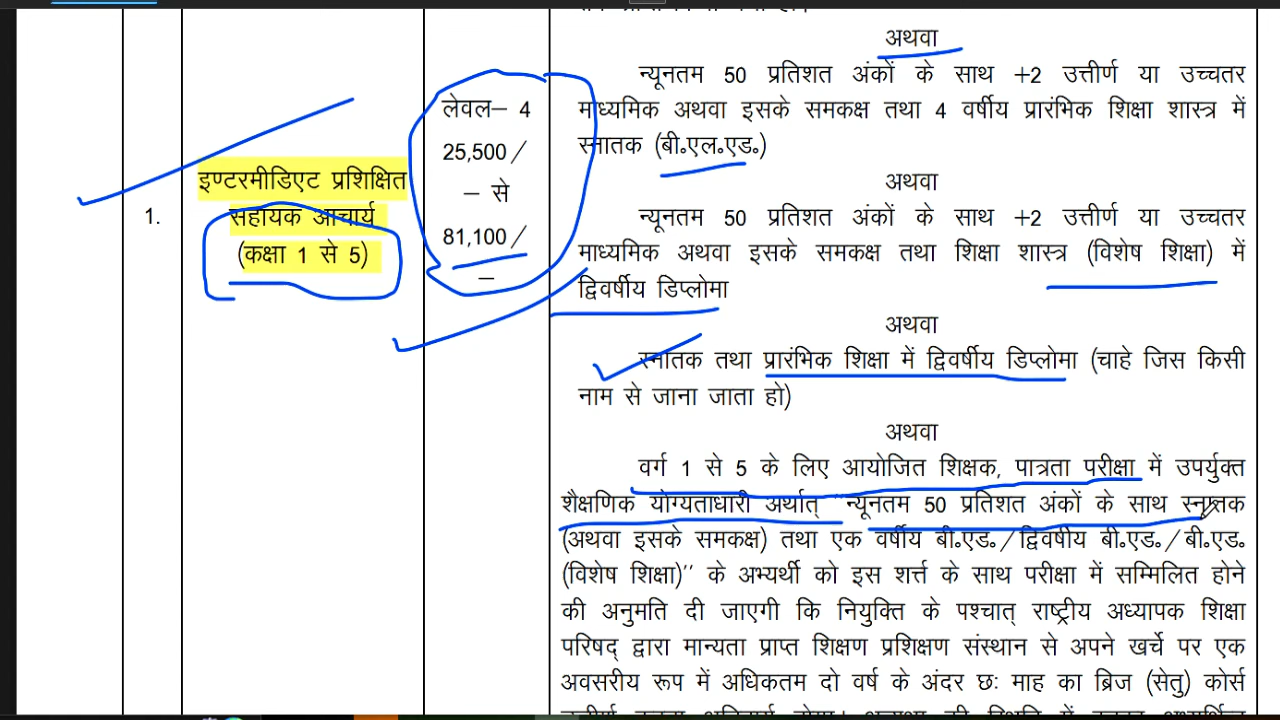 अथवा
न्यूनतम 50 प्रतिशत अंकों के साथ +2 उत्तीर्ण या उच्चतर
माध्यमिक अथवा इसके समकक्ष तथा 4 वर्षीय प्रारंभिक शिक्षा शास्त्र में
स्नातक (बी०एल०एड०)
अथवा
न्यूनतम 50 प्रतिशत अंकों के साथ +2 उत्तीर्ण या उच्चतर
माध्यमिक अथवा इसके समकक्ष तथा शिक्षा शास्त्र (विशेष शिक्षा) में
द्विवर्षीय डिप्लोमा
अथवा
स्नातक तथा प्रारंभिक शिक्षा में द्विवर्षीय डिप्लोमा (चाहे जिस किसी
नाम से जाना जाता हो)
अथवा
वर्ग 1 से 5 के लिए आयोजित शिक्षक, पात्रता परीक्षा में उपर्युक्त
शैक्षणिक योग्यताधारी अर्थात् "न्यूनतम 50 प्रतिशत अंकों के साथ स्नातक
(अथवा इसके समकक्ष) तथा एक वर्षीय बी०एड०/द्विवर्षीय बी०एड०/बी०एड०
(विशेष शिक्षा)" के अभ्यर्थी को इस शर्त्त के साथ परीक्षा में सम्मिलित होने
की अनुमति दी जाएगी कि नियुक्ति के पश्चात् राष्ट्रीय अध्यापक शिक्षा
परिषद् द्वारा मान्यता प्राप्त शिक्षण प्रशिक्षण संस्थान से अपने खर्चे पर एक
अवसरीय रूप में अधिकतम दो वर्ष के अंदर छः माह का ब्रिज (सेतु) कोर्स
1.
इण्टरमीडिएट प्रशिक्षित
सहायक आचार्य
(कक्षा 1 से 5)
लेवल– 4
25,500/
– से
81,100/
–